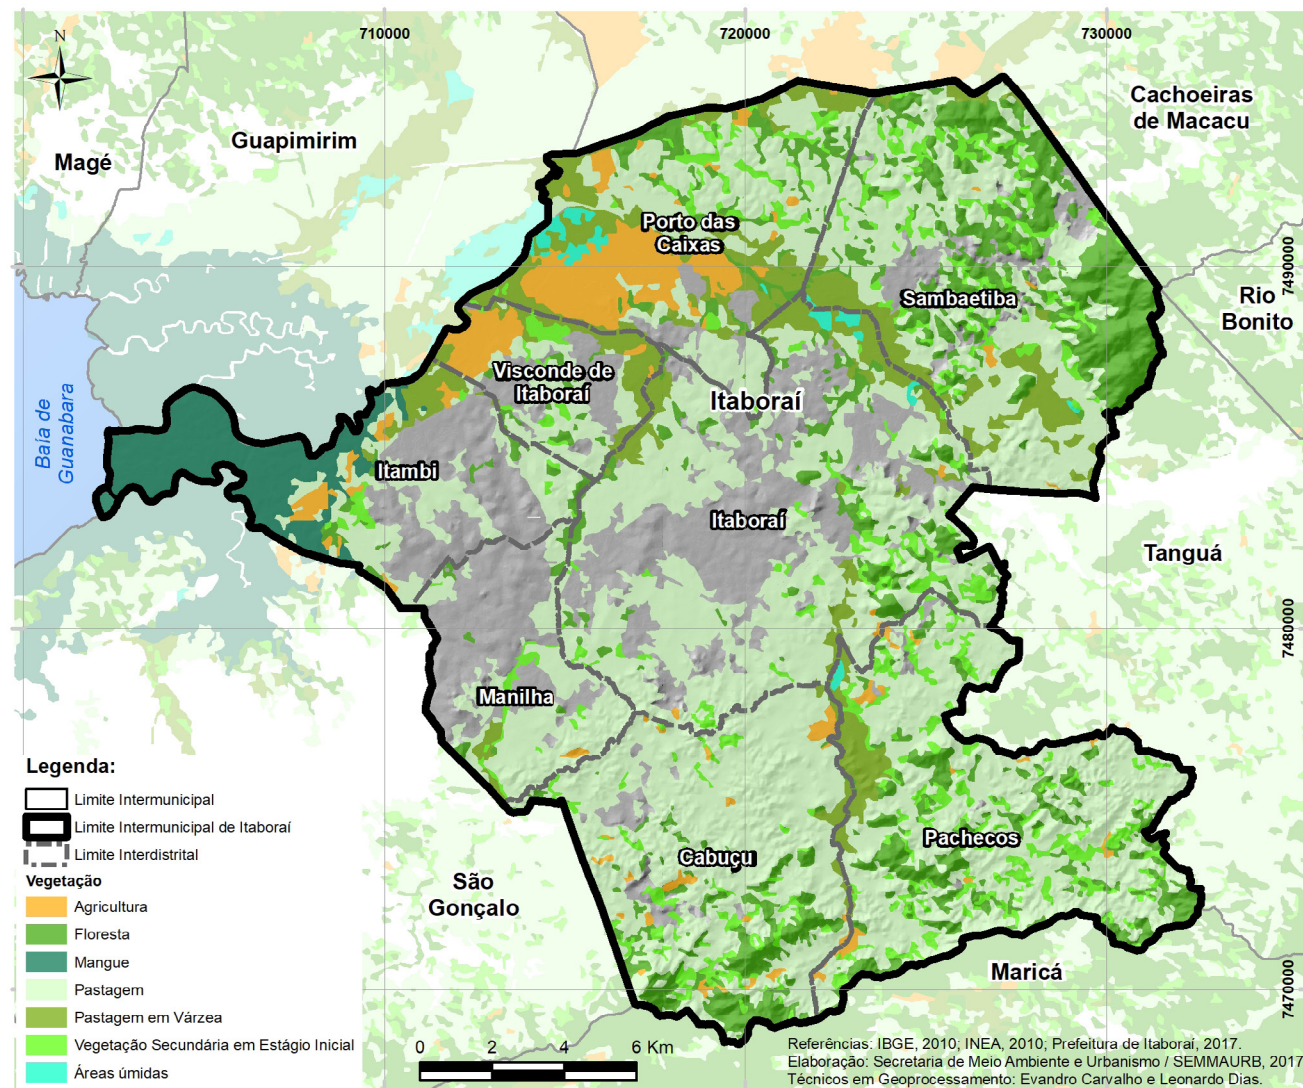 710000
720000
730000
N
Cachoeiras
de Macacu
Guapimirim
Magé
Porto das
Caixas
7490000
Sambaetiba
Rio
Bonito
Visconde de
Itaboraí
Itaboraí
Baía de
Guanabara
Itambi
Itaboraí
Tanguá
7480000
Manilha
Legenda:
Limite Intermunicipal
Limite Intermunicipal de Itaboraí
Limite Interdistrital
Vegetação
Agricultura
Floresta
Mangue
Pastagem
Pastagem em Várzea
Vegetação Secundária em Estágio Inicial
Áreas úmidas
Pachecos
Cabuçu
São
Gonçalo
Maricá
7470000
0 2 4 6 Km
Referências: IBGE, 2010; INEA, 2010; Prefeitura de Itaboraí, 2017.
Elaboração: Secretaria de Meio Ambiente e Urbanismo / SEMMAURB, 2017
Técnicos em Geoprocessamento: Evandro Carvalho e Leonardo Dias.